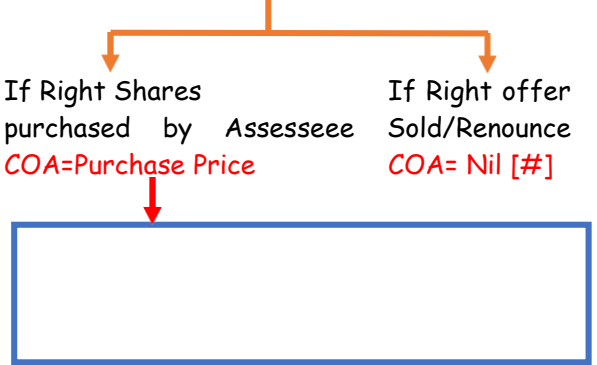 If Right Shares
purchased by Assesseee
COA=Purchase Price
If Right offer
Sold/Renounce
COA= Nil [#]